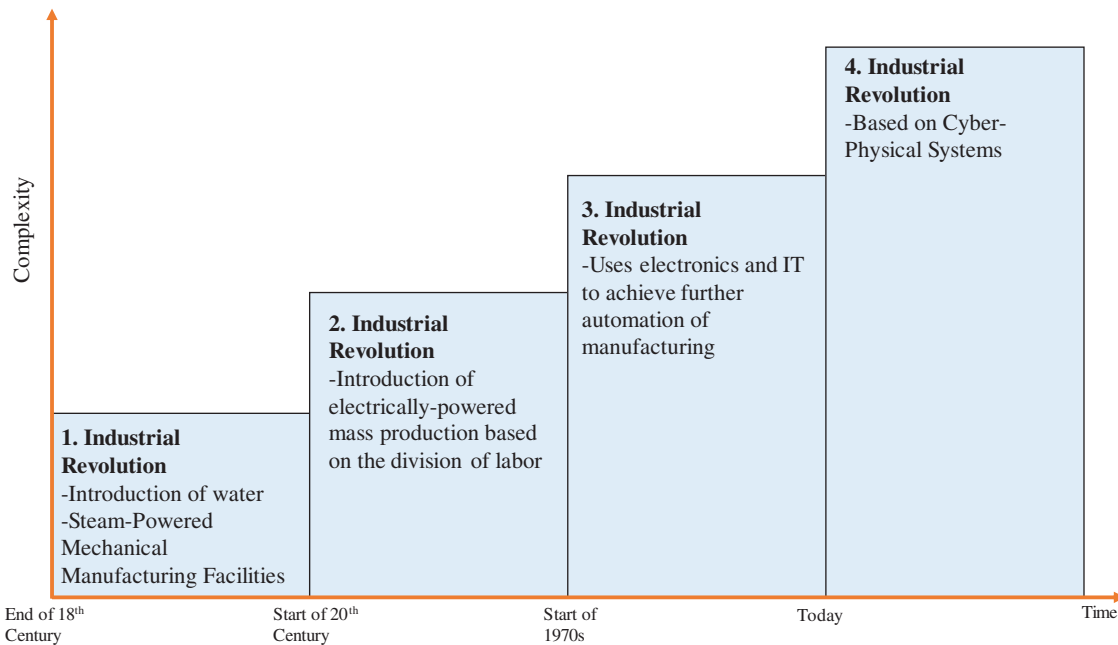 Complexity
1. Industrial
Revolution
-Introduction of water
-Steam-Powered
Mechanical
Manufacturing Facilities
2. Industrial
Revolution
-Introduction of
electrically-powered
mass production based
on the division of labor
3. Industrial
Revolution
-Uses electronics and IT
to achieve further
automation of
manufacturing
4. Industrial
Revolution
-Based on Cyber-
Physical Systems
End of 18th
Century
Start of 20th
Century
Start of
1970s
Today
Time